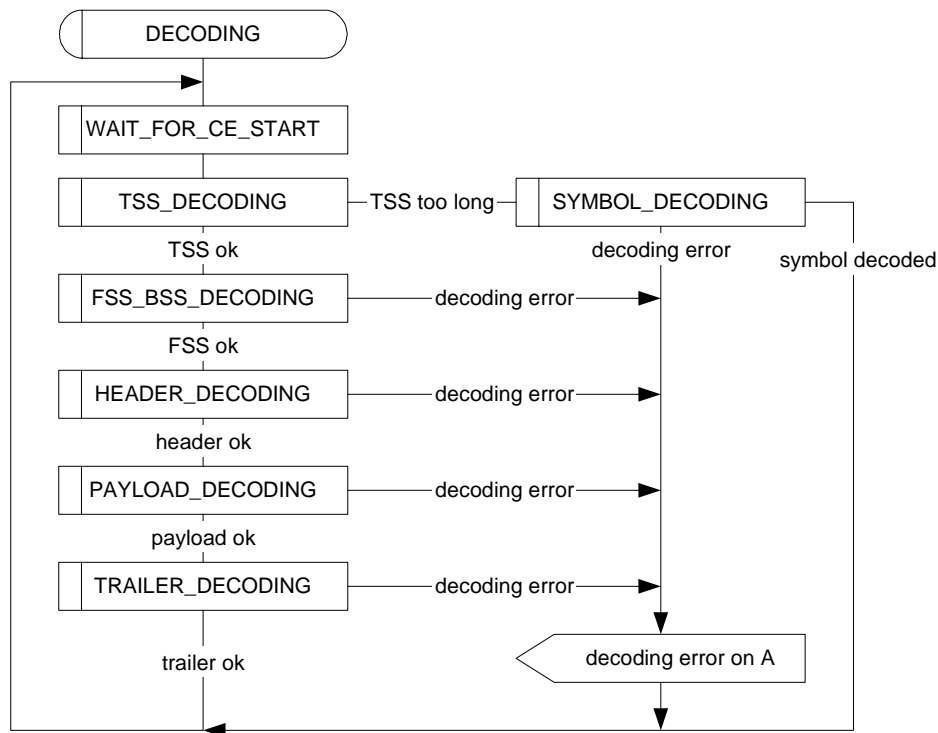 DECODING
WAIT_FOR_CE_START
TSS_DECODING
TSS too long
SYMBOL_DECODING
TSS ok
decoding error
symbol decoded
FSS_BSS_DECODING
decoding error
FSS ok
HEADER_DECODING
decoding error
header ok
PAYLOAD_DECODING
decoding error
payload ok
TRAILER_DECODING
decoding error
trailer ok
decoding error on A